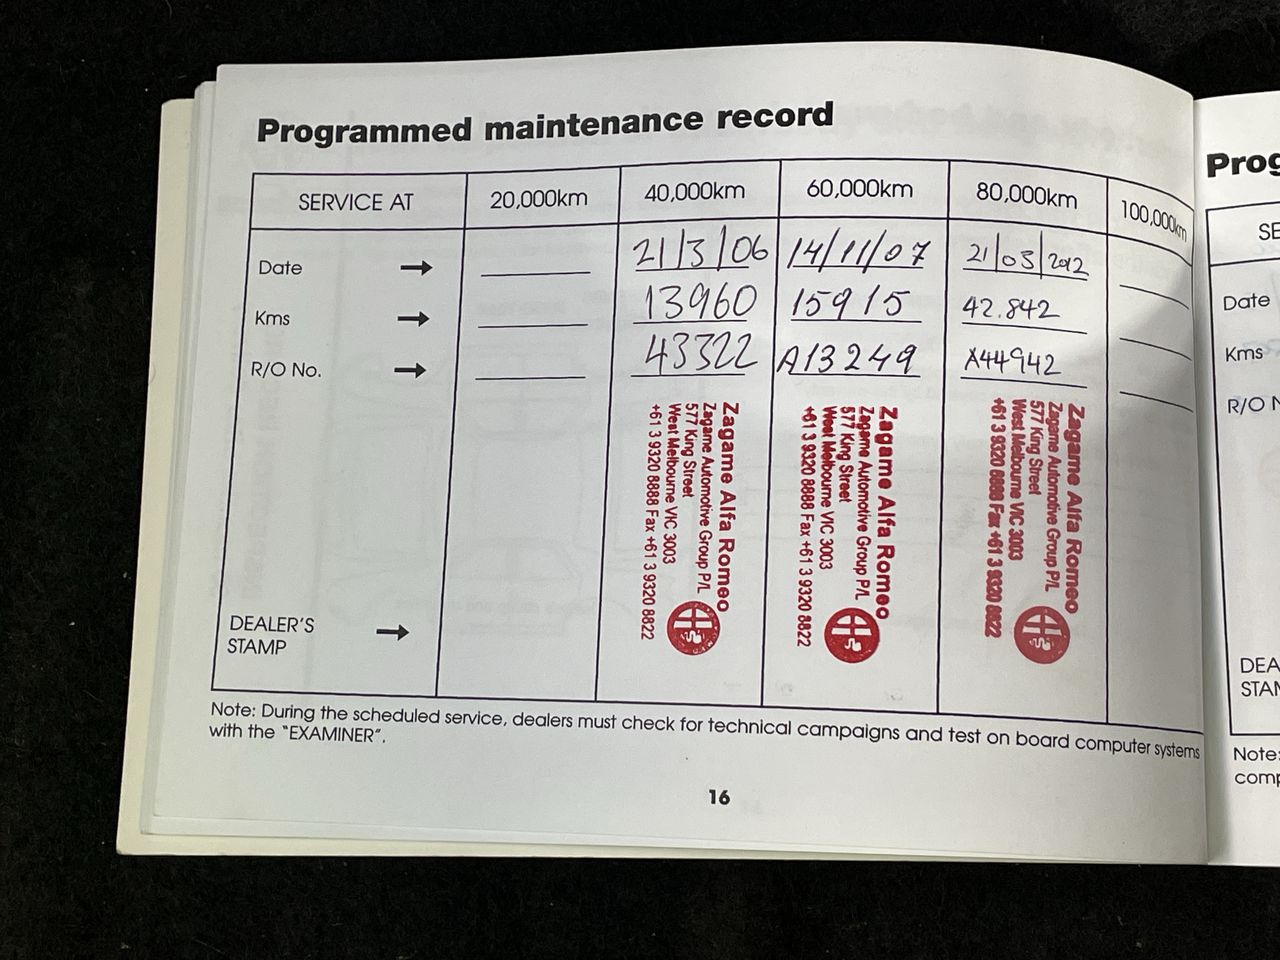 Programmed maintenance record
SERVICE AT 20,000km 40,000km 60,000km 80,000km 100,000km
Date → 21/3/06 14/11/07 21/03/2012
Kms → 13960 15915 42.842
R/O No. → 43322 A13249 A44942
DEALER'S
STAMP →
Zagame Alfa Romeo
Zagame Automotive Group P/L
577 King Street
West Melbourne VIC 3003
+61 3 9320 8888 Fax +61 3 9320 8822
Zagame Alfa Romeo
Zagame Automotive Group P/L
577 King Street
West Melbourne VIC 3003
+61 3 9320 8888 Fax +61 3 9320 8822
Zagame Alfa Romeo
Zagame Automotive Group P/L
577 King Street
West Melbourne VIC 3003
+61 3 9320 8888 Fax +61 3 9320 8822
Note: During the scheduled service, dealers must check for technical campaigns and test on board computer systems
with the "EXAMINER".
16
Prog
SE
Date
Kms
R/O N
DEA
STAM
Note:
comp